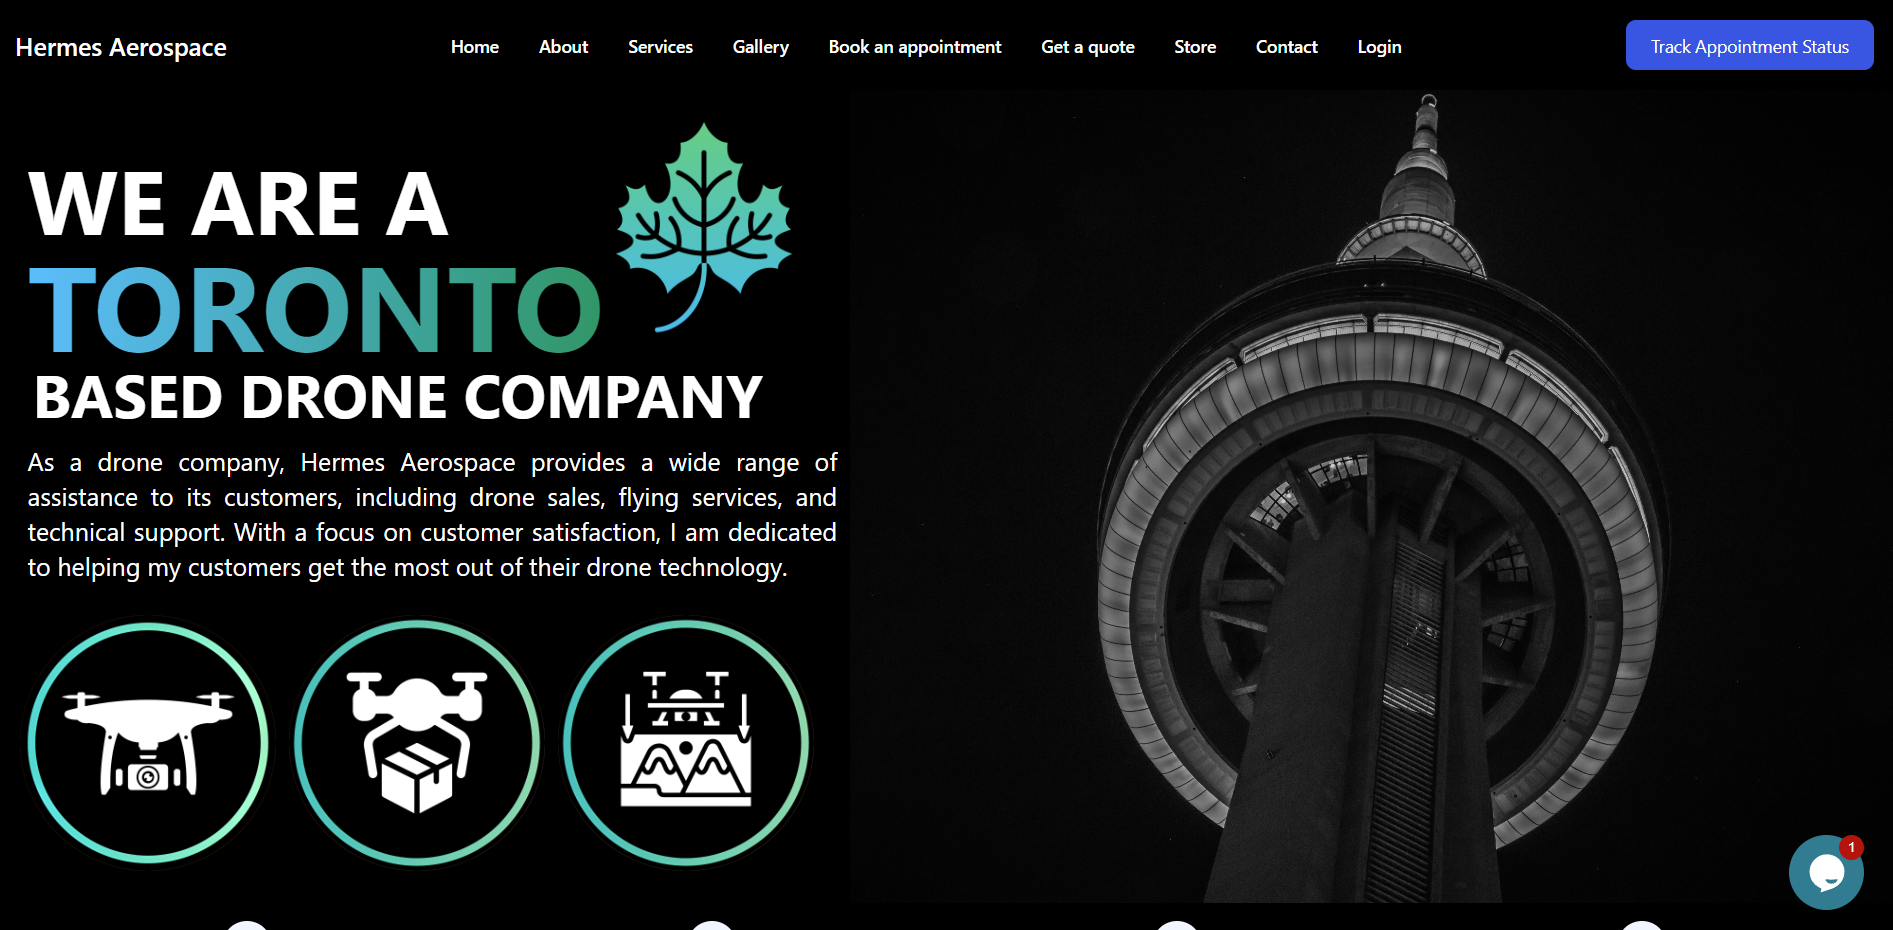 Hermes Aerospace
Home
About
Services
Gallery
Book an appointment
Get a quote
Store
Contact
Login
Track Appointment Status
WE ARE A
TORONTO
BASED DRONE COMPANY
As a drone company, Hermes Aerospace provides a wide range of
assistance to its customers, including drone sales, flying services, and
technical support. With a focus on customer satisfaction, I am dedicated
to helping my customers get the most out of their drone technology.
1